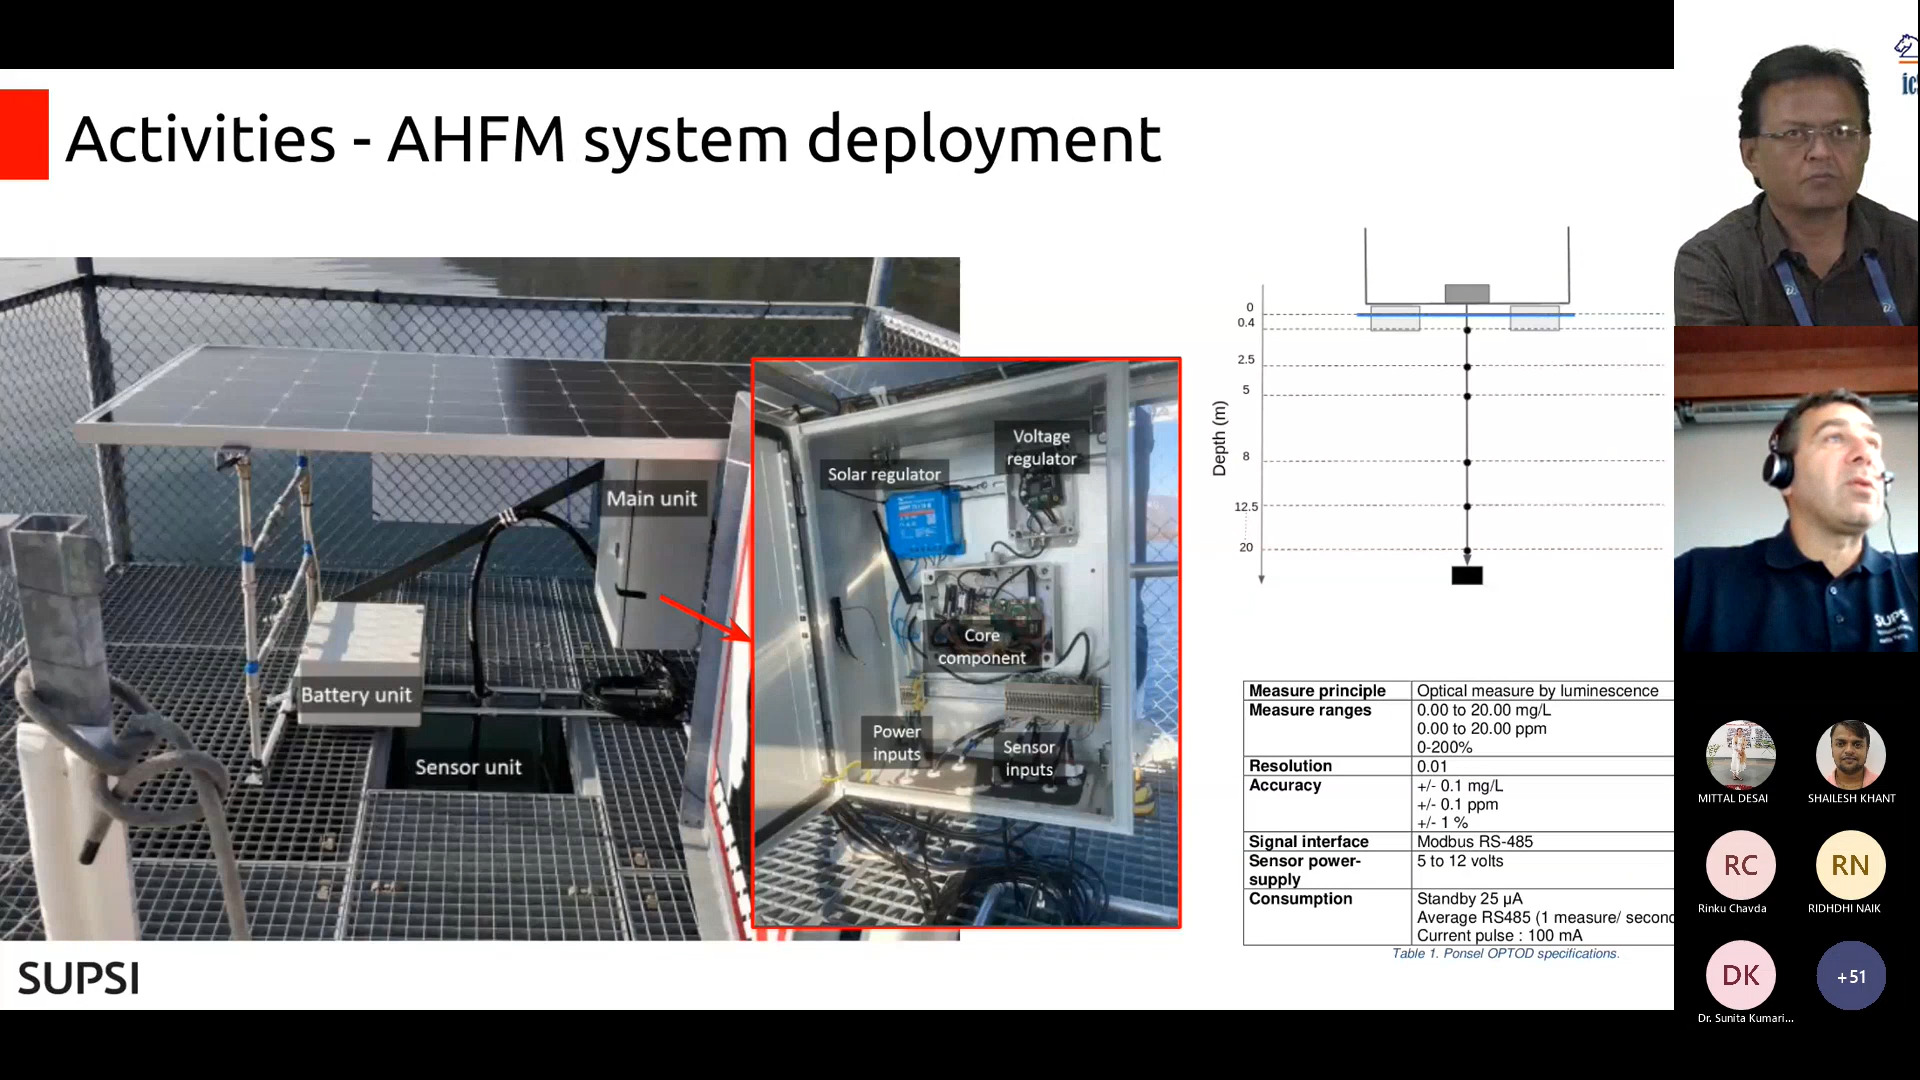 Activities - AHFM system deployment
Main unit
Battery unit
Sensor unit
Solar regulator
Voltage
regulator
Core
component
Power
inputs
Sensor
inputs
Depth (m)
0
0.4
2.5
5
8
12.5
20
Measure principle Optical measure by luminescence
Measure ranges 0.00 to 20.00 mg/L
0.00 to 20.00 ppm
0-200%
Resolution 0.01
Accuracy +/- 0.1 mg/L
+/- 0.1 ppm
+/- 1 %
Signal interface Modbus RS-485
Sensor power- 5 to 12 volts
supply
Consumption Standby 25 µA
Average RS485 (1 measure/ secon
Current pulse : 100 mA
Table 1. Ponsel OPTOD specifications.
SUPSI
ic
SUPSI
MITTAL DESAI
SHAILESH KHANT
RC
Rinku Chavda
RN
RIDHDHI NAIK
DK
Dr. Sunita Kumari...
+51